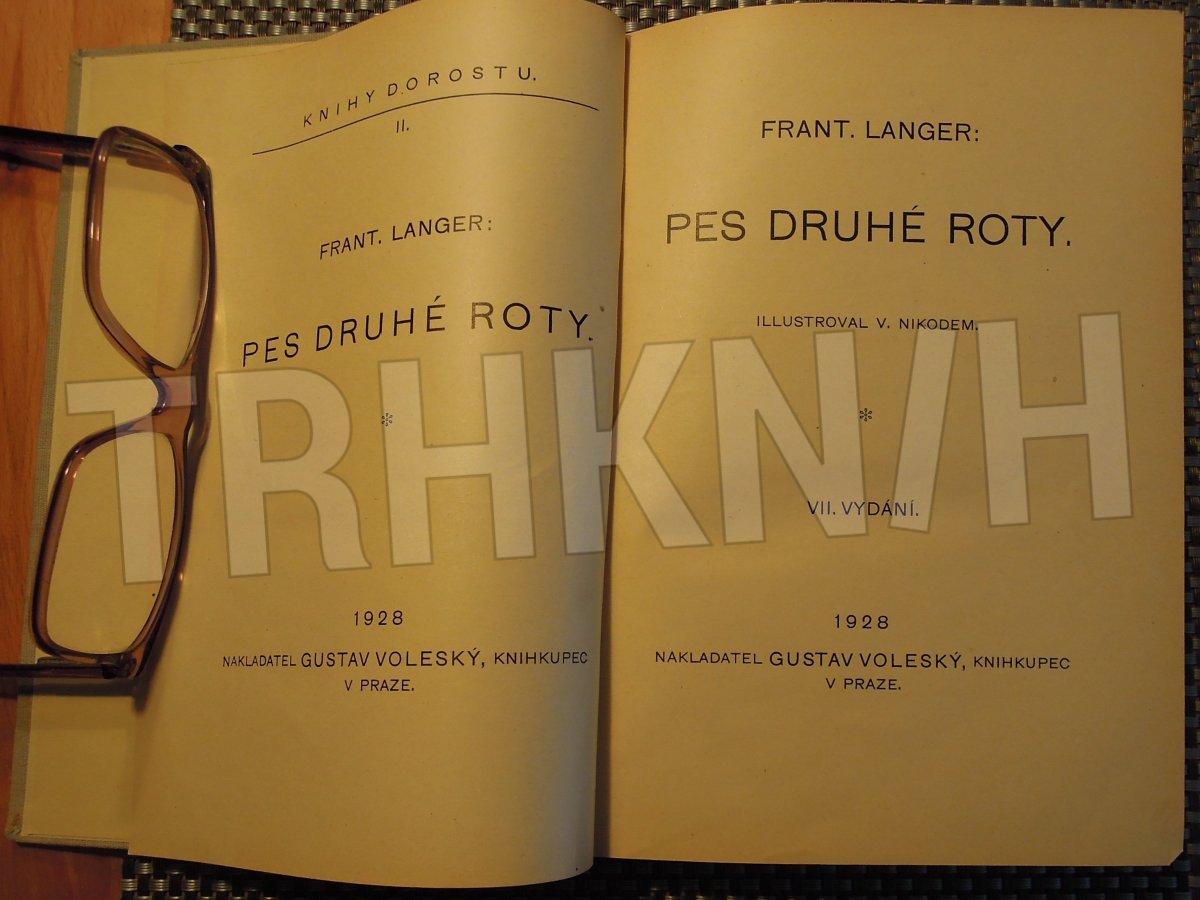 KNIHY DOROSTU.
II.
FRANT. LANGER:
PES DRUHÉ ROTY.
1928
NAKLADATEL GUSTAV VOLESKÝ, KNIHKUPEC
V PRAZE.
FRANT. LANGER:
PES DRUHÉ ROTY.
ILLUSTROVAL V. NIKODEM.
VII. VYDÁNÍ.
1928
NAKLADATEL GUSTAV VOLESKÝ, KNIHKUPEC
V PRAZE.
TRHKNIH